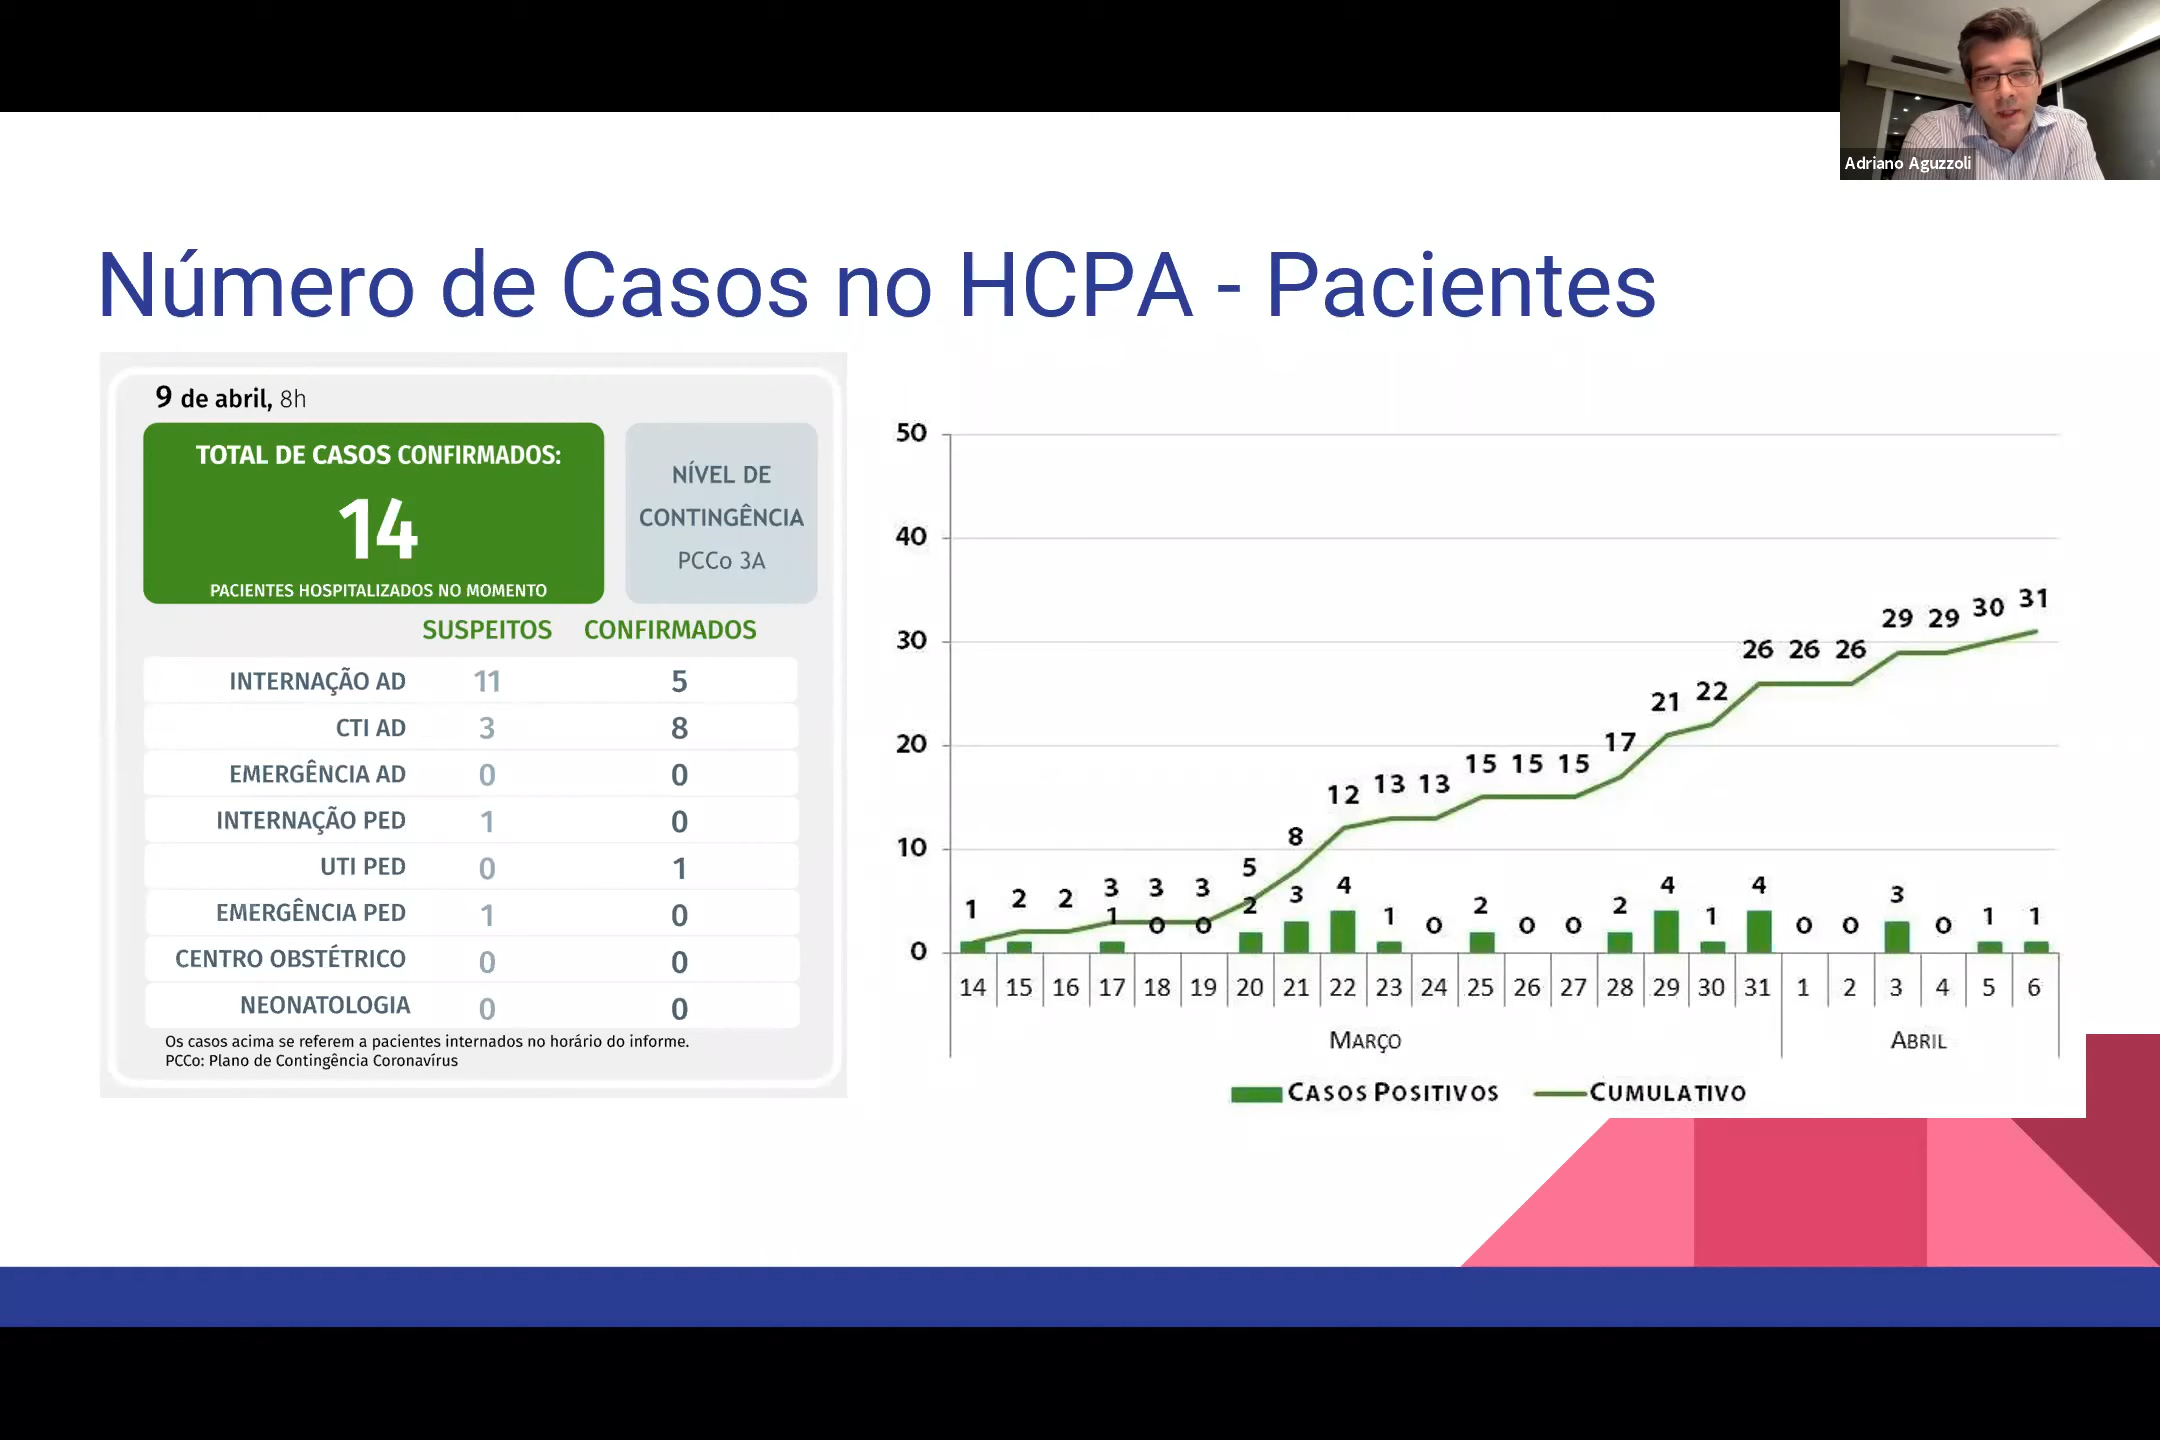 Adriano Aguzzoli
Número de Casos no HCPA - Pacientes
9 de abril, 8h
TOTAL DE CASOS CONFIRMADOS:
14
PACIENTES HOSPITALIZADOS NO MOMENTO
NÍVEL DE
CONTINGÊNCIA
PCCo 3A
SUSPEITOS CONFIRMADOS
INTERNAÇÃO AD 11 5
CTI AD 3 8
EMERGÊNCIA AD 0 0
INTERNAÇÃO PED 1 0
UTI PED 0 1
EMERGÊNCIA PED 1 0
CENTRO OBSTÉTRICO 0 0
NEONATOLOGIA 0 0
Os casos acima se referem a pacientes internados no horário do informe.
PCCo: Plano de Contingência Coronavírus
50
40
30
20
10
0
1 2 2 3 3 3 5 8 12 13 13 15 15 15 17 21 22 26 26 26 29 29 30 31
1 0 0 2 3 4 1 0 2 0 0 2 4 1 4 0 0 3 0 1 1
14 15 16 17 18 19 20 21 22 23 24 25 26 27 28 29 30 31 1 2 3 4 5 6
MARÇO ABRIL
CASOS POSITIVOS CUMULATIVO